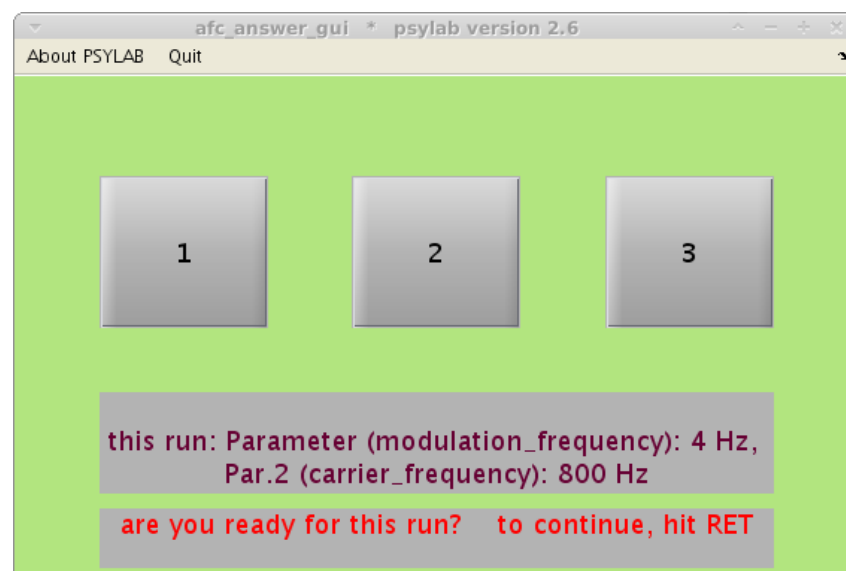 afc_answer_gui * psylab version 2.6
About PSYLAB Quit
1 2 3
this run: Parameter (modulation_frequency): 4 Hz,
Par.2 (carrier_frequency): 800 Hz
are you ready for this run? to continue, hit RET